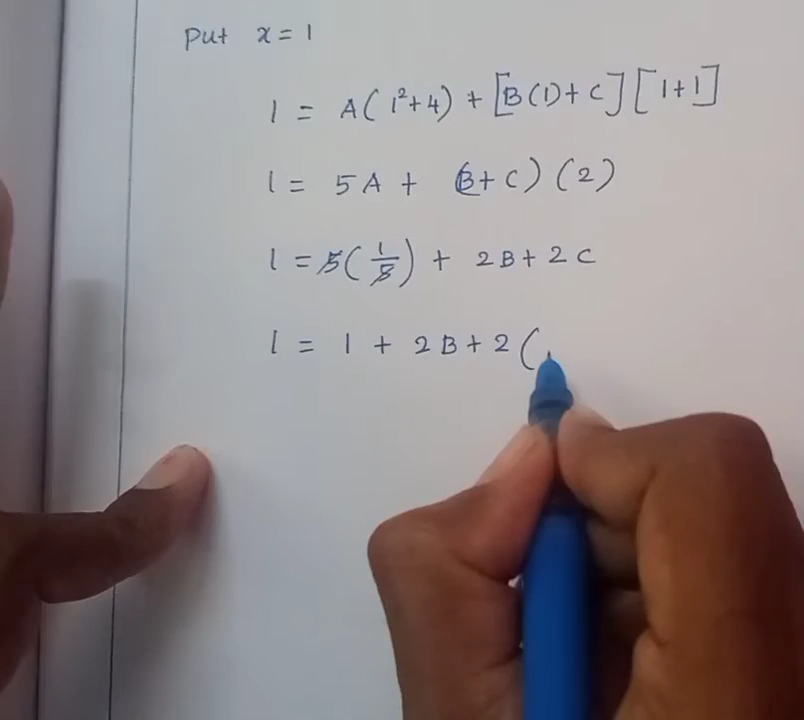 Put x = 1
1 = A(1²+4) + [B(1)+C][1+1]
1 = 5A + (B+C)(2)
1 = 5(1/5) + 2B+2C
1 = 1 + 2B+2(